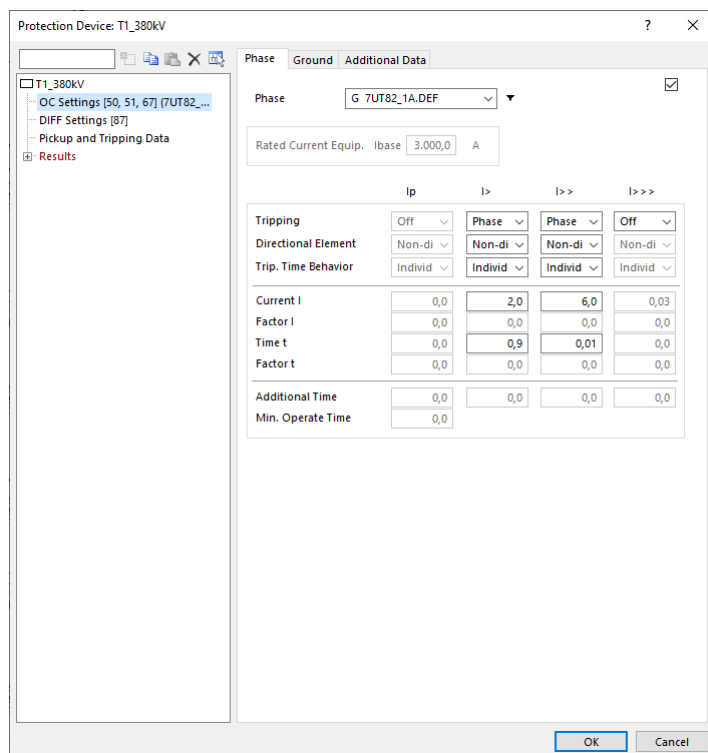 Protection Device: T1_380kV
?
T1_380kV
OC Settings [50, 51, 67] (7UT82_...
DIFF Settings [87]
Pickup and Tripping Data
Results
Phase Ground Additional Data
Phase G 7UT82_1A.DEF
Rated Current Equip. Ibase 3.000,0 A
Ip I> I>> I>>>
Tripping Off Phase Phase Off
Directional Element Non-di Non-di Non-di Non-di
Trip. Time Behavior Individ Individ Individ Individ
Current I 0,0 2,0 6,0 0,03
Factor I 0,0 0,0 0,0 0,0
Time t 0,0 0,9 0,01 0,0
Factor t 0,0 0,0 0,0 0,0
Additional Time 0,0 0,0 0,0 0,0
Min. Operate Time 0,0
OK Cancel